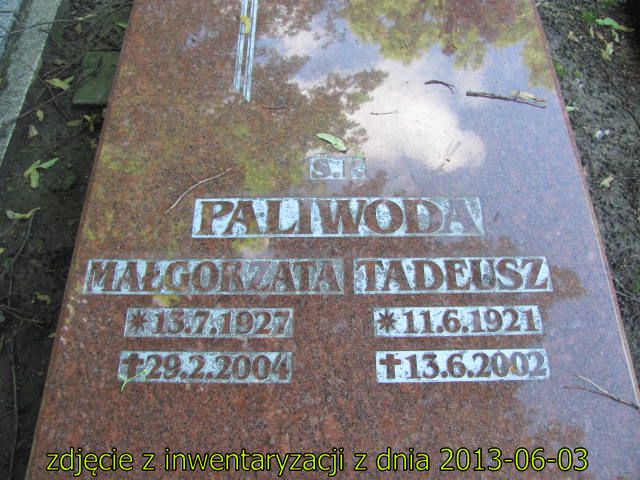 Ś.P.
PALIWODA
MAŁGORZATA TADEUSZ
*13.7.1927 *11.6.1921
✝29.2.2004 ✝13.6.2002
zdjęcie z inwentaryzacji z dnia 2013-06-03